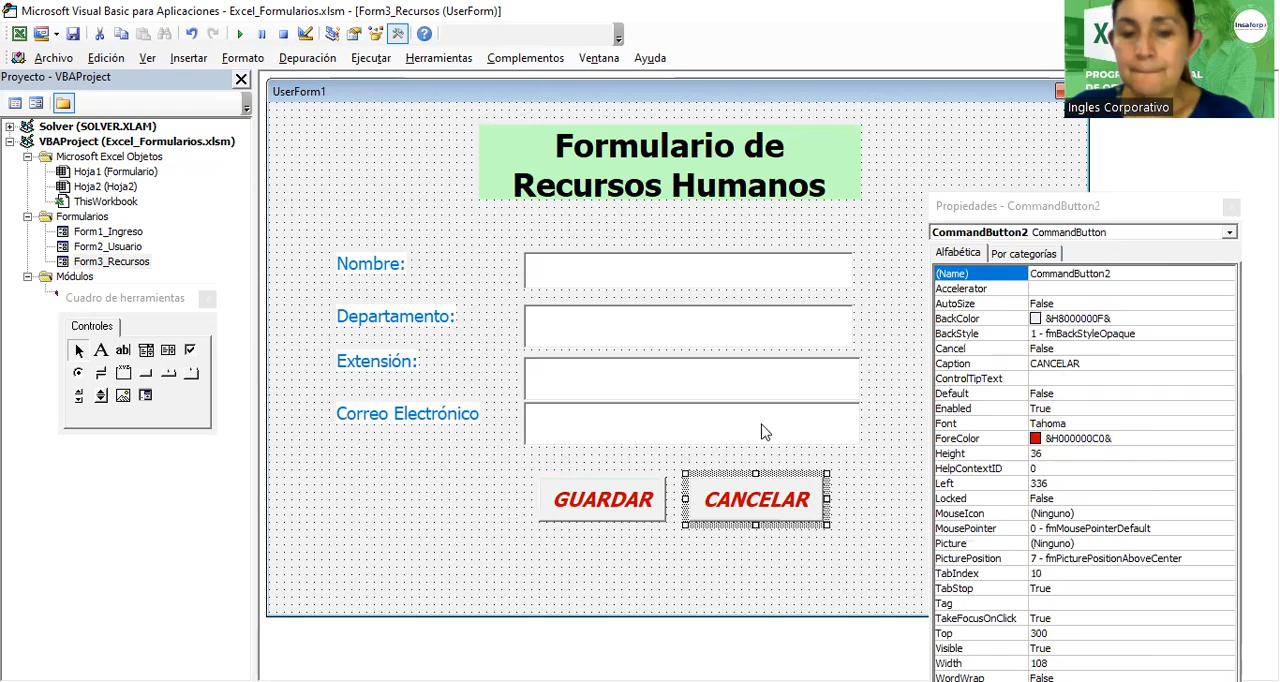 Microsoft Visual Basic para Aplicaciones - Excel_Formularios.xlsm - [Form3_Recursos (UserForm)]
Archivo Edición Ver Insertar Formato Depuración Ejecutar Herramientas Complementos Ventana Ayuda
Proyecto - VBAProject
Solver (SOLVER.XLAM)
VBAProject (Excel_Formularios.xlsm)
Microsoft Excel Objetos
Hoja1 (Formulario)
Hoja2 (Hoja2)
ThisWorkbook
Formularios
Form1_Ingreso
Form2_Usuario
Form3_Recursos
Módulos
Cuadro de herramientas
Controles
A ab|
UserForm1
Formulario de
Recursos Humanos
Nombre:
Departamento:
Extensión:
Correo Electrónico
GUARDAR CANCELAR
Insaforp
Ingles Corporativo
Propiedades - CommandButton2
CommandButton2 CommandButton
Alfabética Por categorías
(Name) CommandButton2
Accelerator
AutoSize False
BackColor &H8000000F&
BackStyle 1 - fmBackStyleOpaque
Cancel False
Caption CANCELAR
ControlTipText
Default False
Enabled True
Font Tahoma
ForeColor &H000000C0&
Height 36
HelpContextID 0
Left 336
Locked False
MouseIcon (Ninguno)
MousePointer 0 - fmMousePointerDefault
Picture (Ninguno)
PicturePosition 7 - fmPicturePositionAboveCenter
TabIndex 10
TabStop True
Tag
TakeFocusOnClick True
Top 300
Visible True
Width 108
WordWrap False